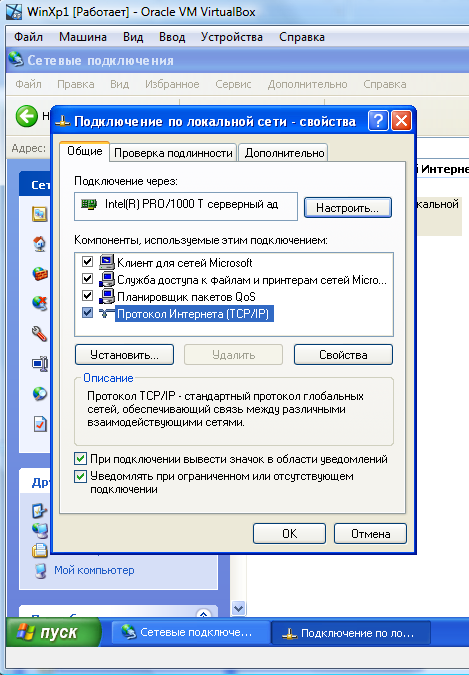 WinXp1 [Работает] - Oracle VM VirtualBox
Файл Машина Вид Ввод Устройства Справка
Сетевые подключения
Файл Правка Вид Избранное Сервис Дополнительно Справка
Адрес:
Подключение по локальной сети - свойства
Общие Проверка подлинности Дополнительно
Подключение через:
Intel(R) PRO/1000 T серверный ад
Настроить...
Компоненты, используемые этим подключением:
Клиент для сетей Microsoft
Служба доступа к файлам и принтерам сетей Micro...
Планировщик пакетов QoS
Протокол Интернета (TCP/IP)
Установить... Удалить Свойства
Описание
Протокол TCP/IP - стандартный протокол глобальных
сетей, обеспечивающий связь между различными
взаимодействующими сетями.
При подключении вывести значок в области уведомлений
Уведомлять при ограниченном или отсутствующем
подключении
OK Отмена
Мой компьютер
пуск Сетевые подключе... Подключение по ло...